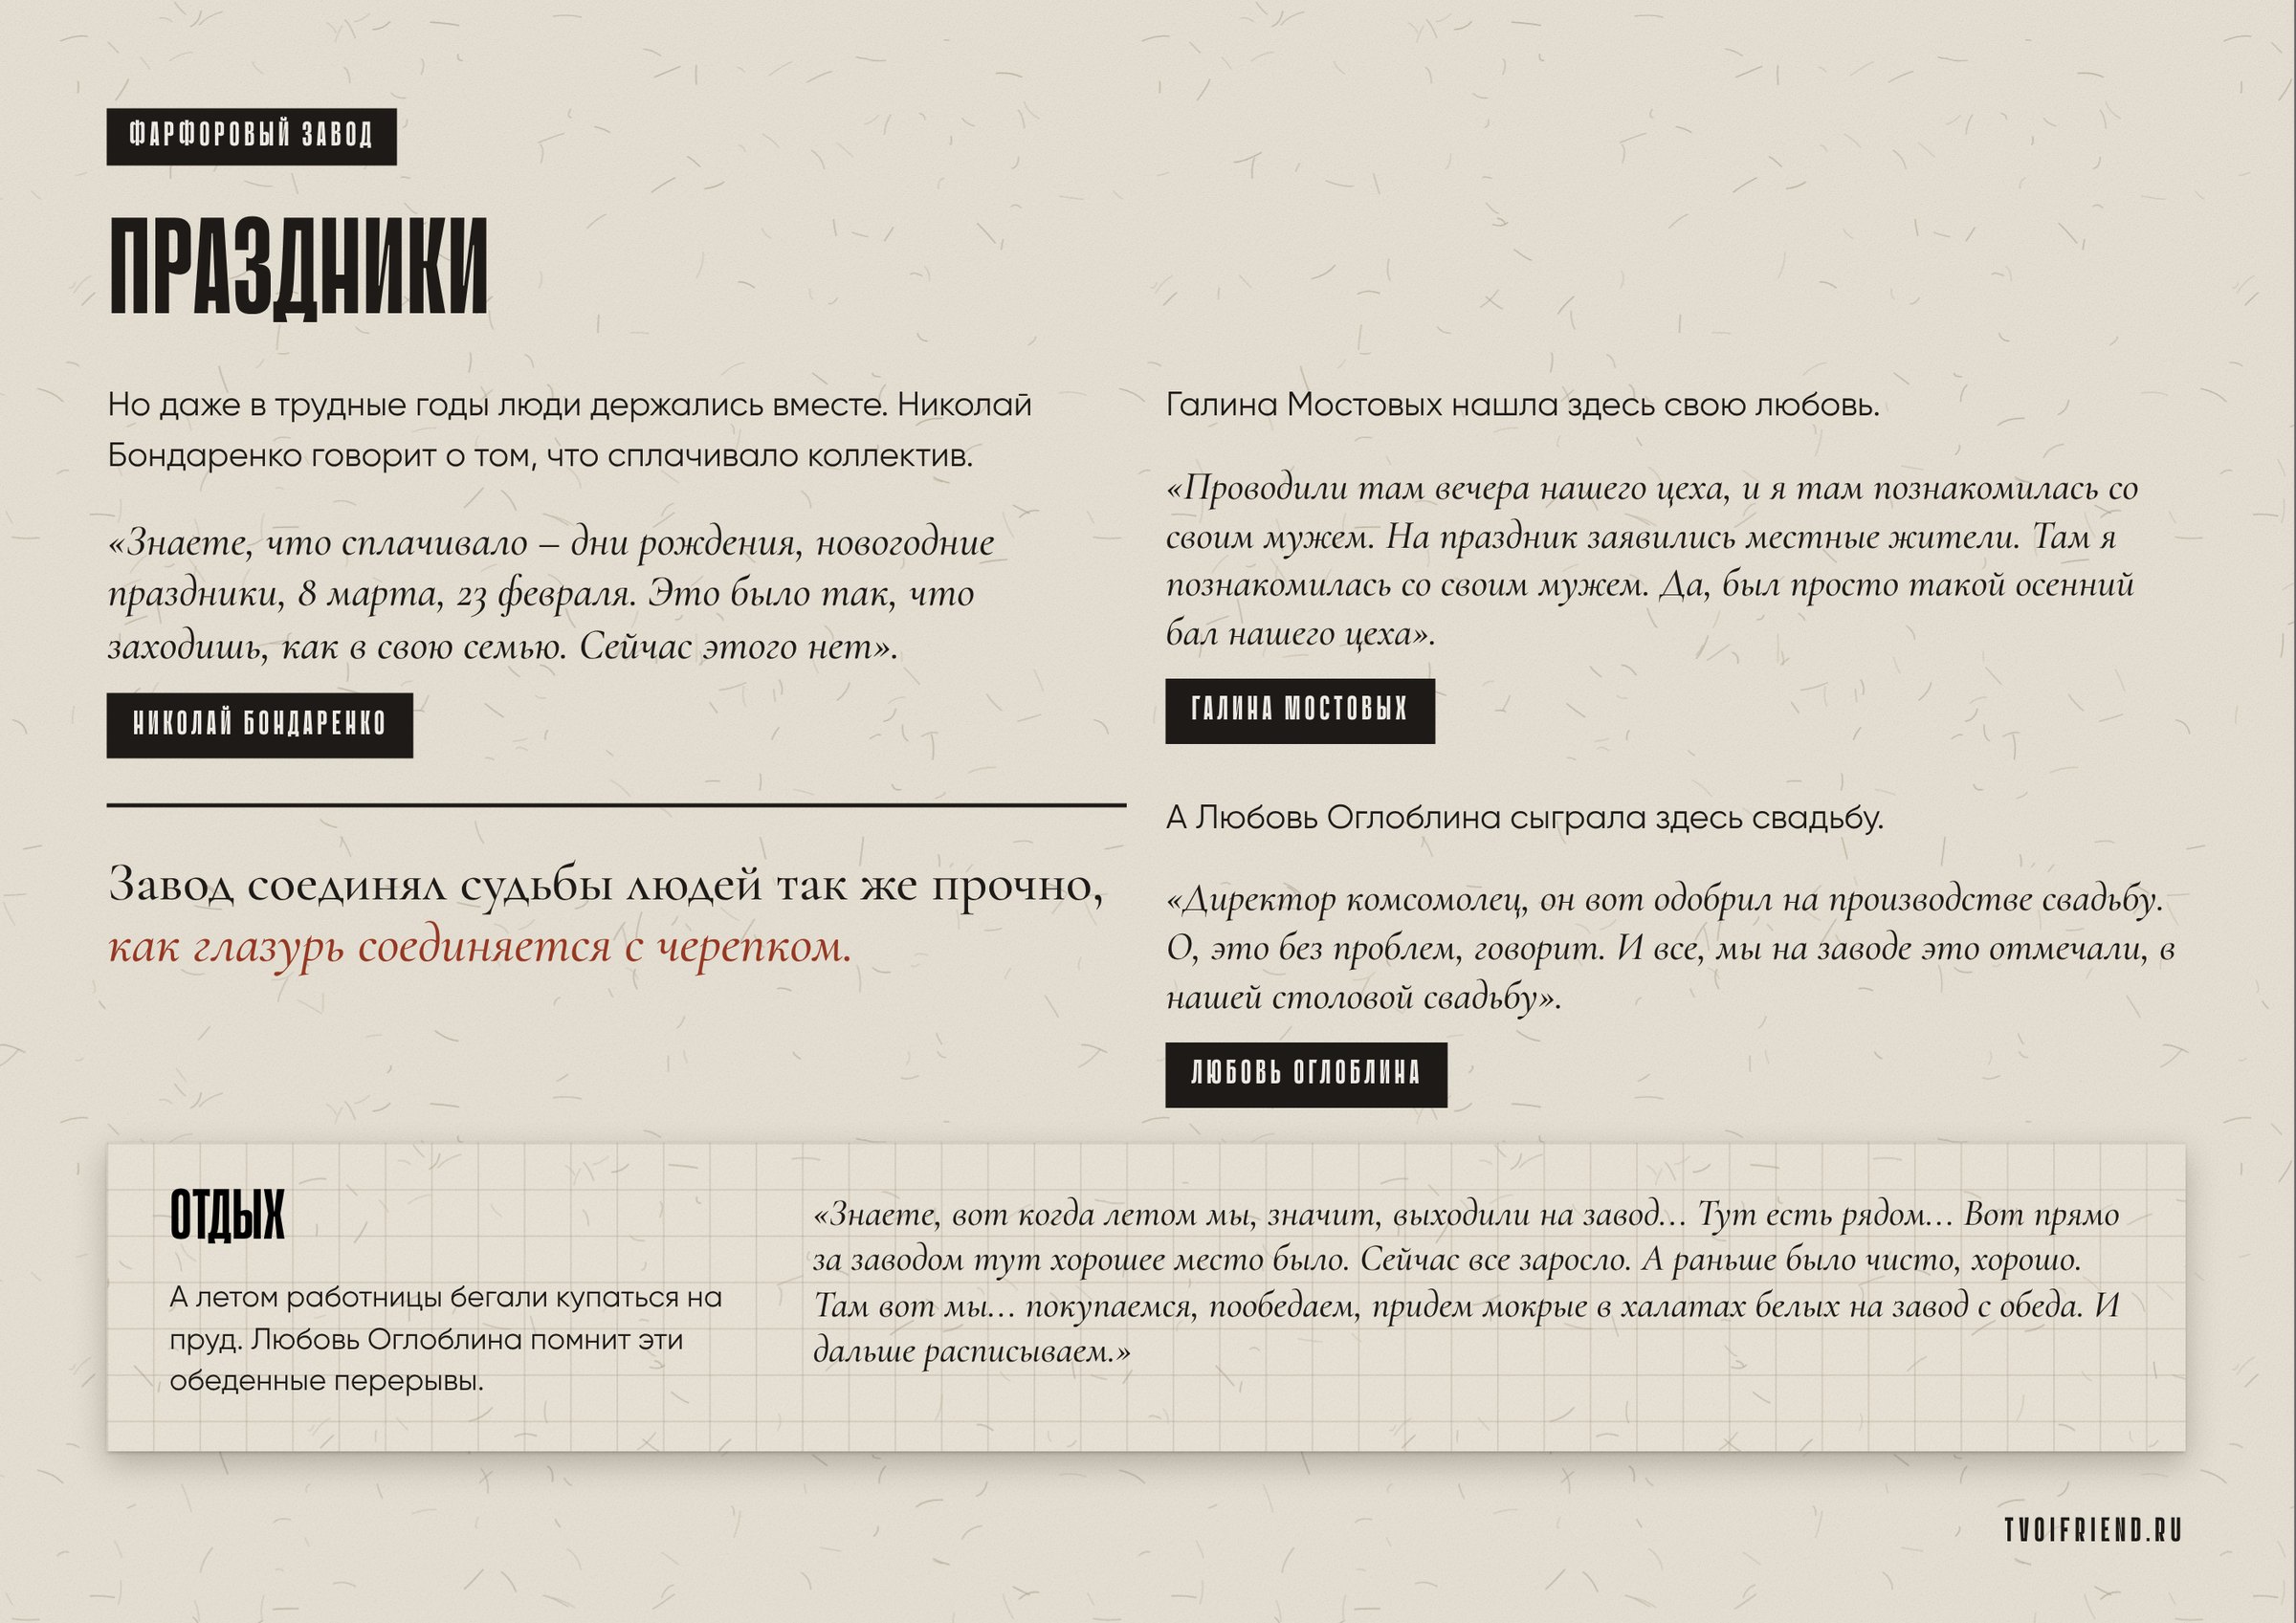 ФАРФОРОВЫЙ ЗАВОД
ПРАЗДНИКИ
Но даже в трудные годы люди держались вместе. Николай
Бондаренко говорит о том, что сплачивало коллектив.
«Знаете, что сплачивало – дни рождения, новогодние
праздники, 8 марта, 23 февраля. Это было так, что
заходишь, как в свою семью. Сейчас этого нет».
НИКОЛАЙ БОНДАРЕНКО
Завод соединял судьбы людей так же прочно,
как глазурь соединяется с черепком.
Галина Мостовых нашла здесь свою любовь.
«Проводили там вечера нашего цеха, и я там познакомилась со
своим мужем. На праздник заявились местные жители. Там я
познакомилась со своим мужем. Да, был просто такой осенний
бал нашего цеха».
ГАЛИНА МОСТОВЫХ
А Любовь Оглоблина сыграла здесь свадьбу.
«Директор комсомолец, он вот одобрил на производстве свадьбу.
О, это без проблем, говорит. И все, мы на заводе это отмечали, в
нашей столовой свадьбу».
ЛЮБОВЬ ОГЛОБЛИНА
ОТДЫХ
А летом работницы бегали купаться на
пруд. Любовь Оглоблина помнит эти
обеденные перерывы.
«Знаете, вот когда летом мы, значит, выходили на завод… Тут есть рядом… Вот прямо
за заводом тут хорошее место было. Сейчас все заросло. А раньше было чисто, хорошо.
Там вот мы… покупаемся, пообедаем, придем мокрые в халатах белых на завод с обеда. И
дальше расписываем.»
TVOIFRIEND.RU